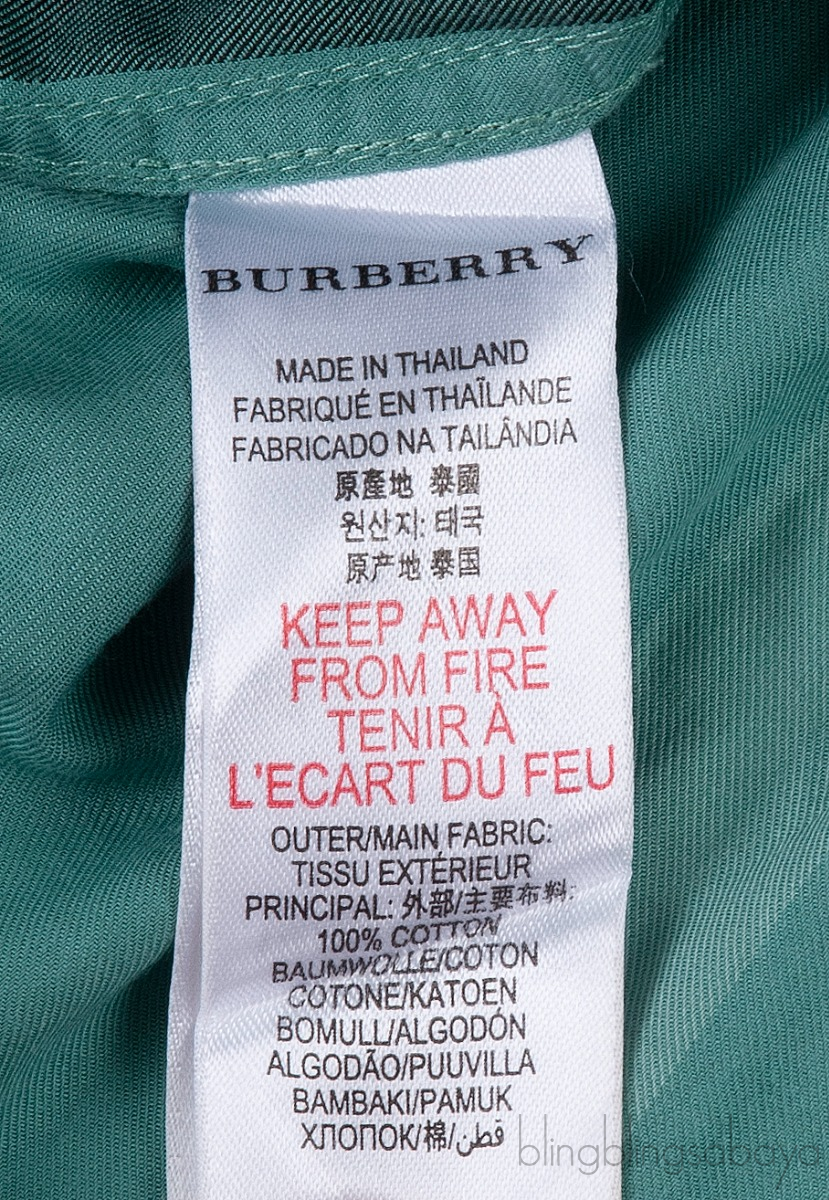 BURBERRY
MADE IN THAILAND
FABRIQUÉ EN THAÏLANDE
FABRICADO NA TAILÂNDIA
原產地 泰國
원산지: 태국
原产地 泰国
KEEP AWAY
FROM FIRE
TENIR À
L'ECART DU FEU
OUTER/MAIN FABRIC:
TISSU EXTÉRIEUR
PRINCIPAL: 外部/主要布料:
100% COTTON
BAUMWOLLE/COTON
COTONE/KATOEN
BOMULL/ALGODÓN
ALGODÃO/PUUVILLA
BAMBAKI/PAMUK
ХЛОПОК/棉/قطن
blingblingsabaya